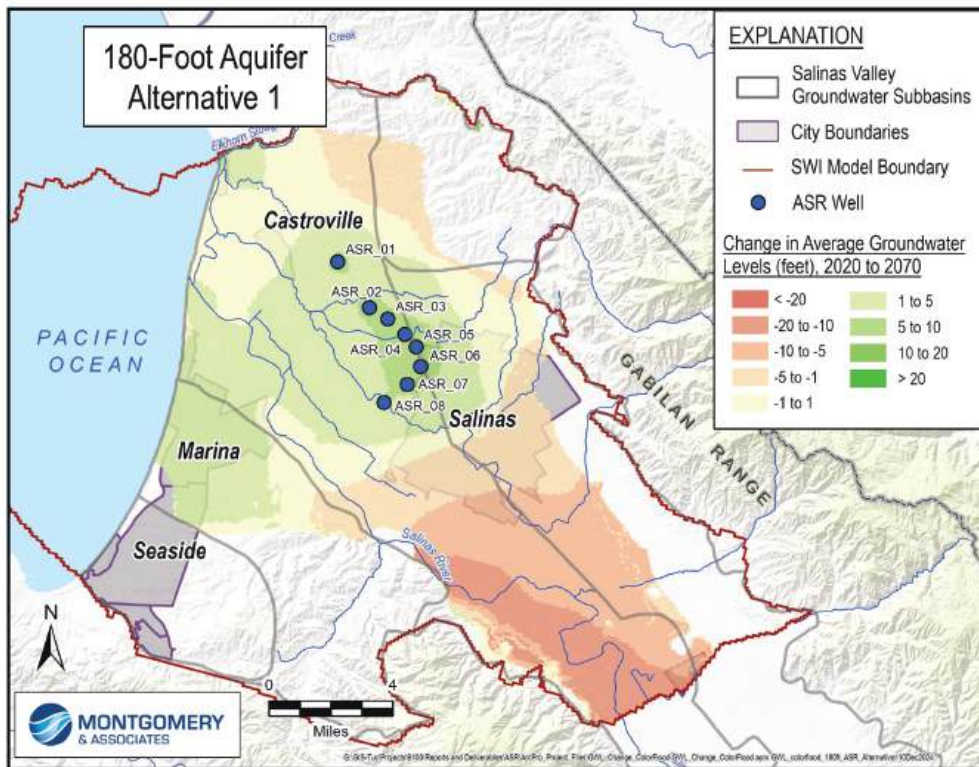 180-Foot Aquifer
Alternative 1
EXPLANATION
Salinas Valley
Groundwater Subbasins
City Boundaries
SWI Model Boundary
ASR Well
Change in Average Groundwater
Levels (feet), 2020 to 2070
< -20
-20 to -10
-10 to -5
-5 to -1
-1 to 1
1 to 5
5 to 10
10 to 20
> 20
Creek
Elkhorn Slough
Castroville
ASR_01
ASR_02
ASR_03
ASR_04
ASR_05
ASR_06
ASR_07
ASR_08
PACIFIC
OCEAN
Salinas
Marina
Seaside
GABILAN RANGE
Salinas River
N
0 4
Miles
MONTGOMERY
& ASSOCIATES